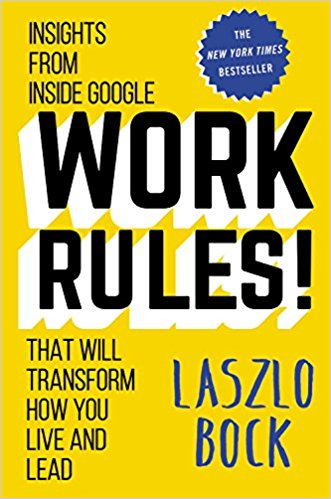 INSIGHTS
FROM
INSIDE GOOGLE
THE
NEW YORK TIMES
BESTSELLER
WORK
RULES!
THAT WILL
TRANSFORM
HOW YOU
LIVE AND
LEAD
LASZLO
BOCK